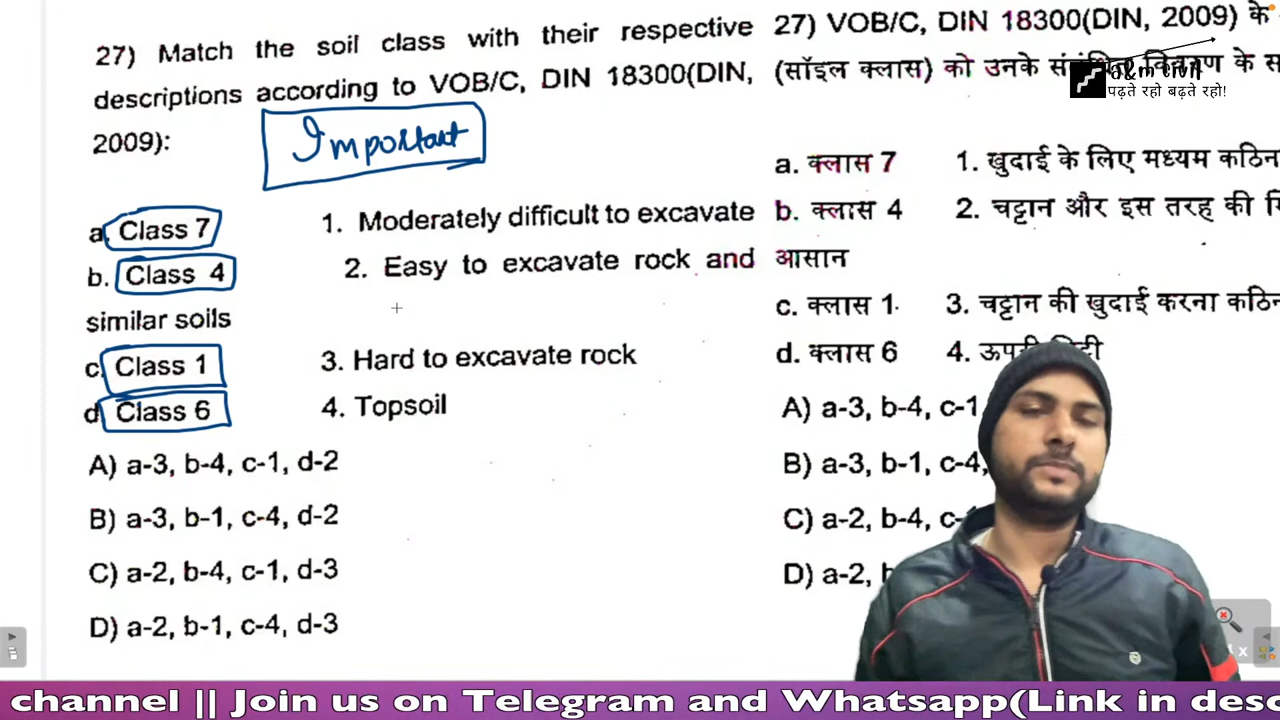 27) Match the soil class with their respective
descriptions according to VOB/C, DIN 18300(DIN,
2009):
Important
a. Class 7 1. Moderately difficult to excavate
b. Class 4 2. Easy to excavate rock and
similar soils
c. Class 1 3. Hard to excavate rock
d. Class 6 4. Topsoil
A) a-3, b-4, c-1, d-2
B) a-3, b-1, c-4, d-2
C) a-2, b-4, c-1, d-3
D) a-2, b-1, c-4, d-3
27) VOB/C, DIN 18300(DIN, 2009) के
(सॉइल क्लास) को उनके विवरण के
a. क्लास 7 1. खुदाई के लिए मध्यम कठिन
b. क्लास 4 2. चट्टान और इस तरह की
आसान
c. क्लास 1 3. चट्टान की खुदाई करना कठिन
d. क्लास 6 4. ऊपरी
A) a-3, b-4, c-1
B) a-3, b-1, c-4,
C) a-2, b-4,
D) a-2,
a&m civil
पढ़ते रहो बढ़ते रहो!
channel || Join us on Telegram and Whatsapp(Link in